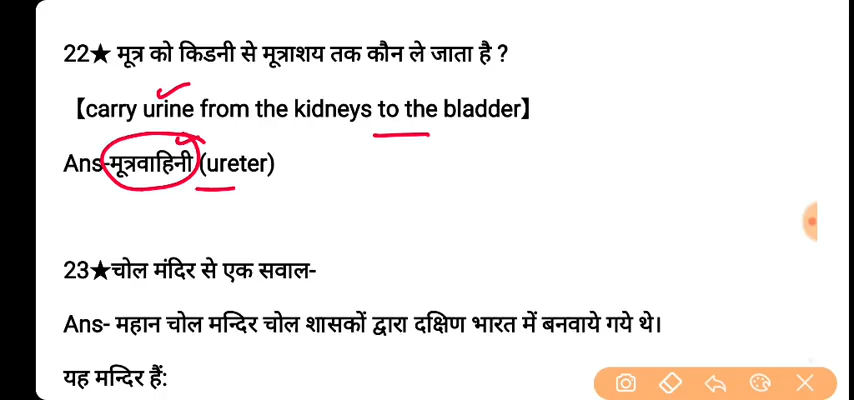 22★ मूत्र को किडनी से मूत्राशय तक कौन ले जाता है ?
【carry urine from the kidneys to the bladder】
Ans-मूत्रवाहिनी (ureter)
23★चोल मंदिर से एक सवाल-
Ans- महान चोल मन्दिर चोल शासकों द्वारा दक्षिण भारत में बनवाये गये थे।
यह मन्दिर हैं: